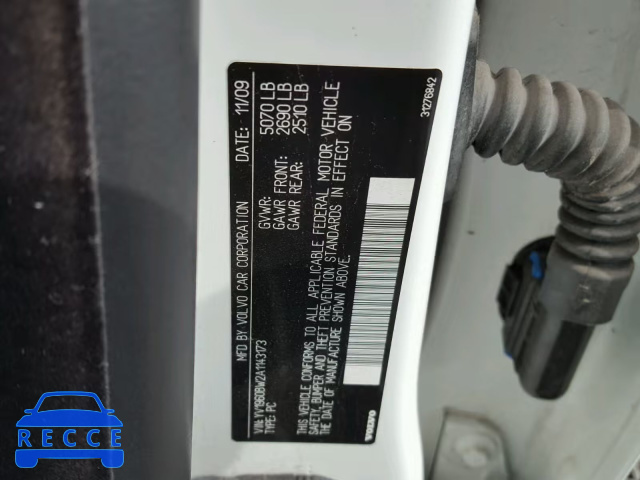 MFD BY VOLVO CAR CORPORATION DATE: 11/09
GVWR: 5070 LB
GAWR FRONT: 2690 LB
GAWR REAR: 2510 LB
VIN: YV1960BW2A1143173
TYPE: PC
THIS VEHICLE CONFORMS TO ALL APPLICABLE FEDERAL MOTOR VEHICLE
SAFETY, BUMPER AND THEFT PREVENTION STANDARDS IN EFFECT ON
THE DATE OF MANUFACTURE SHOWN ABOVE.
VOLVO
31276842
RECCE